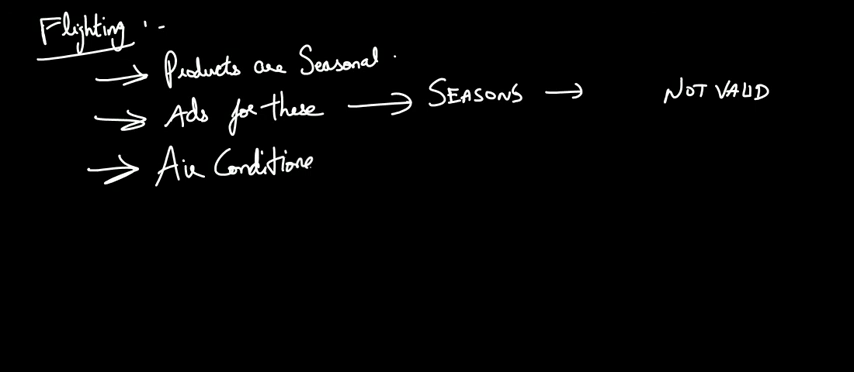 Flighting :-
→ Products are Seasonal.
→ Ads for these → SEASONS → NOT VALID
→ Air Conditione